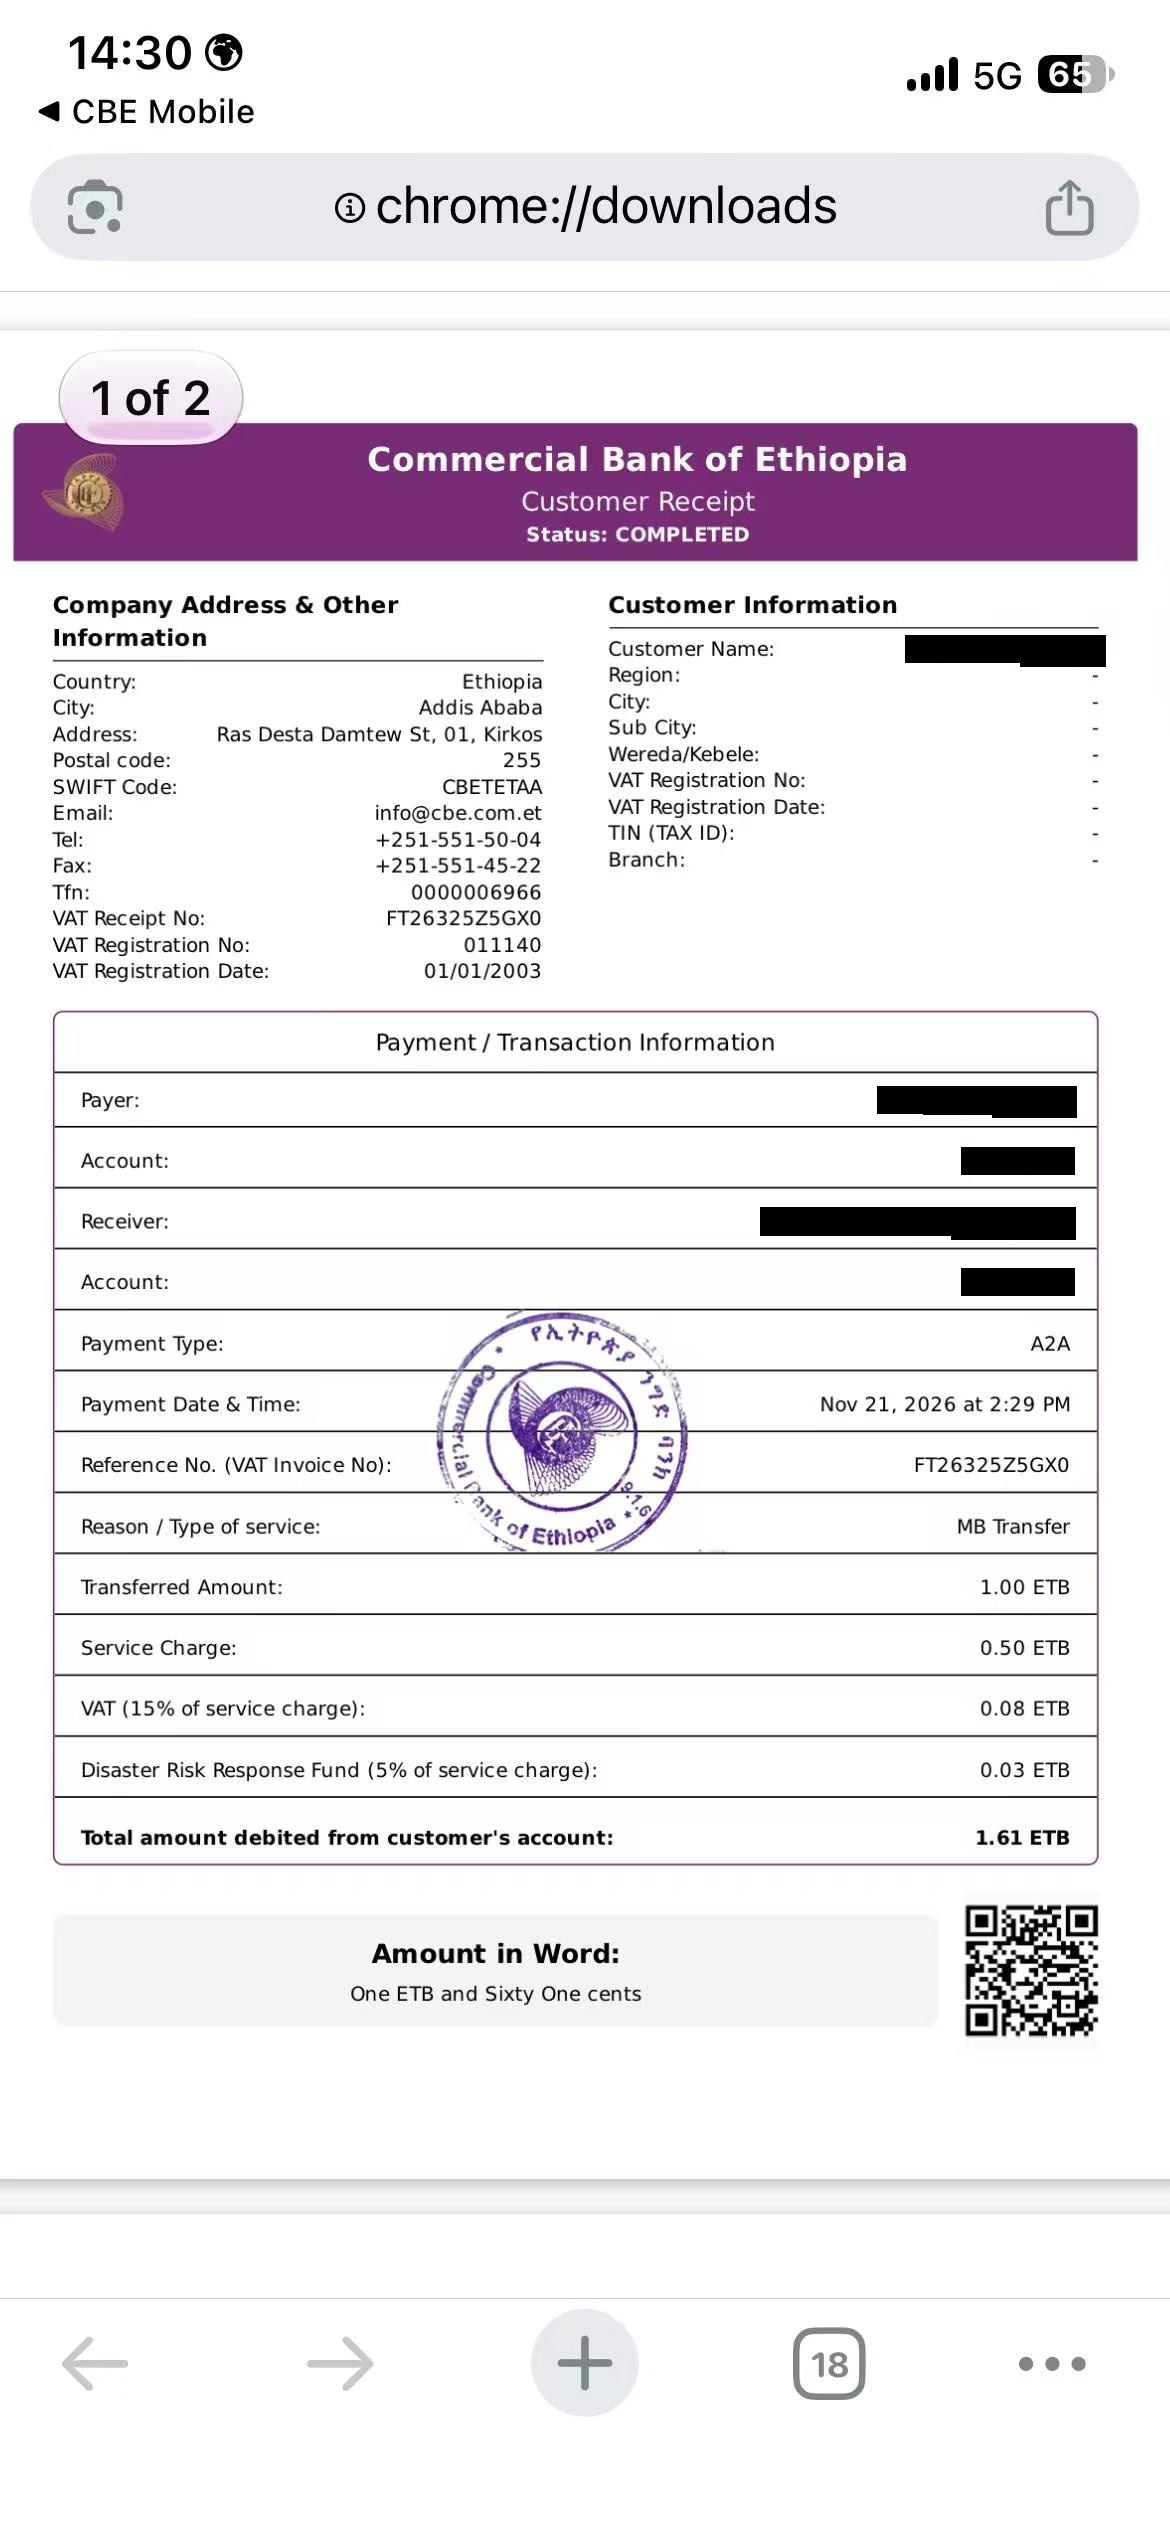 14:30
5G 65
CBE Mobile
chrome://downloads
1 of 2
Commercial Bank of Ethiopia
Customer Receipt
Status: COMPLETED
Company Address & Other
Information
Country: Ethiopia
City: Addis Ababa
Address: Ras Desta Damtew St, 01, Kirkos
Postal code: 255
SWIFT Code: CBETETAA
Email: info@cbe.com.et
Tel: +251-551-50-04
Fax: +251-551-45-22
Tfn: 0000006966
VAT Receipt No: FT26325Z5GX0
VAT Registration No: 011140
VAT Registration Date: 01/01/2003
Customer Information
Customer Name:
Region: -
City: -
Sub City: -
Wereda/Kebele: -
VAT Registration No: -
VAT Registration Date: -
TIN (TAX ID): -
Branch: -
Payment / Transaction Information
Payer:
Account:
Receiver:
Account:
Payment Type: A2A
Payment Date & Time: Nov 21, 2026 at 2:29 PM
Reference No. (VAT Invoice No): FT26325Z5GX0
Reason / Type of service: MB Transfer
Transferred Amount: 1.00 ETB
Service Charge: 0.50 ETB
VAT (15% of service charge): 0.08 ETB
Disaster Risk Response Fund (5% of service charge): 0.03 ETB
Total amount debited from customer's account: 1.61 ETB
የኢትዮጵያ ንግድ ባንክ
Commercial Bank of Ethiopia
Amount in Word:
One ETB and Sixty One cents
18